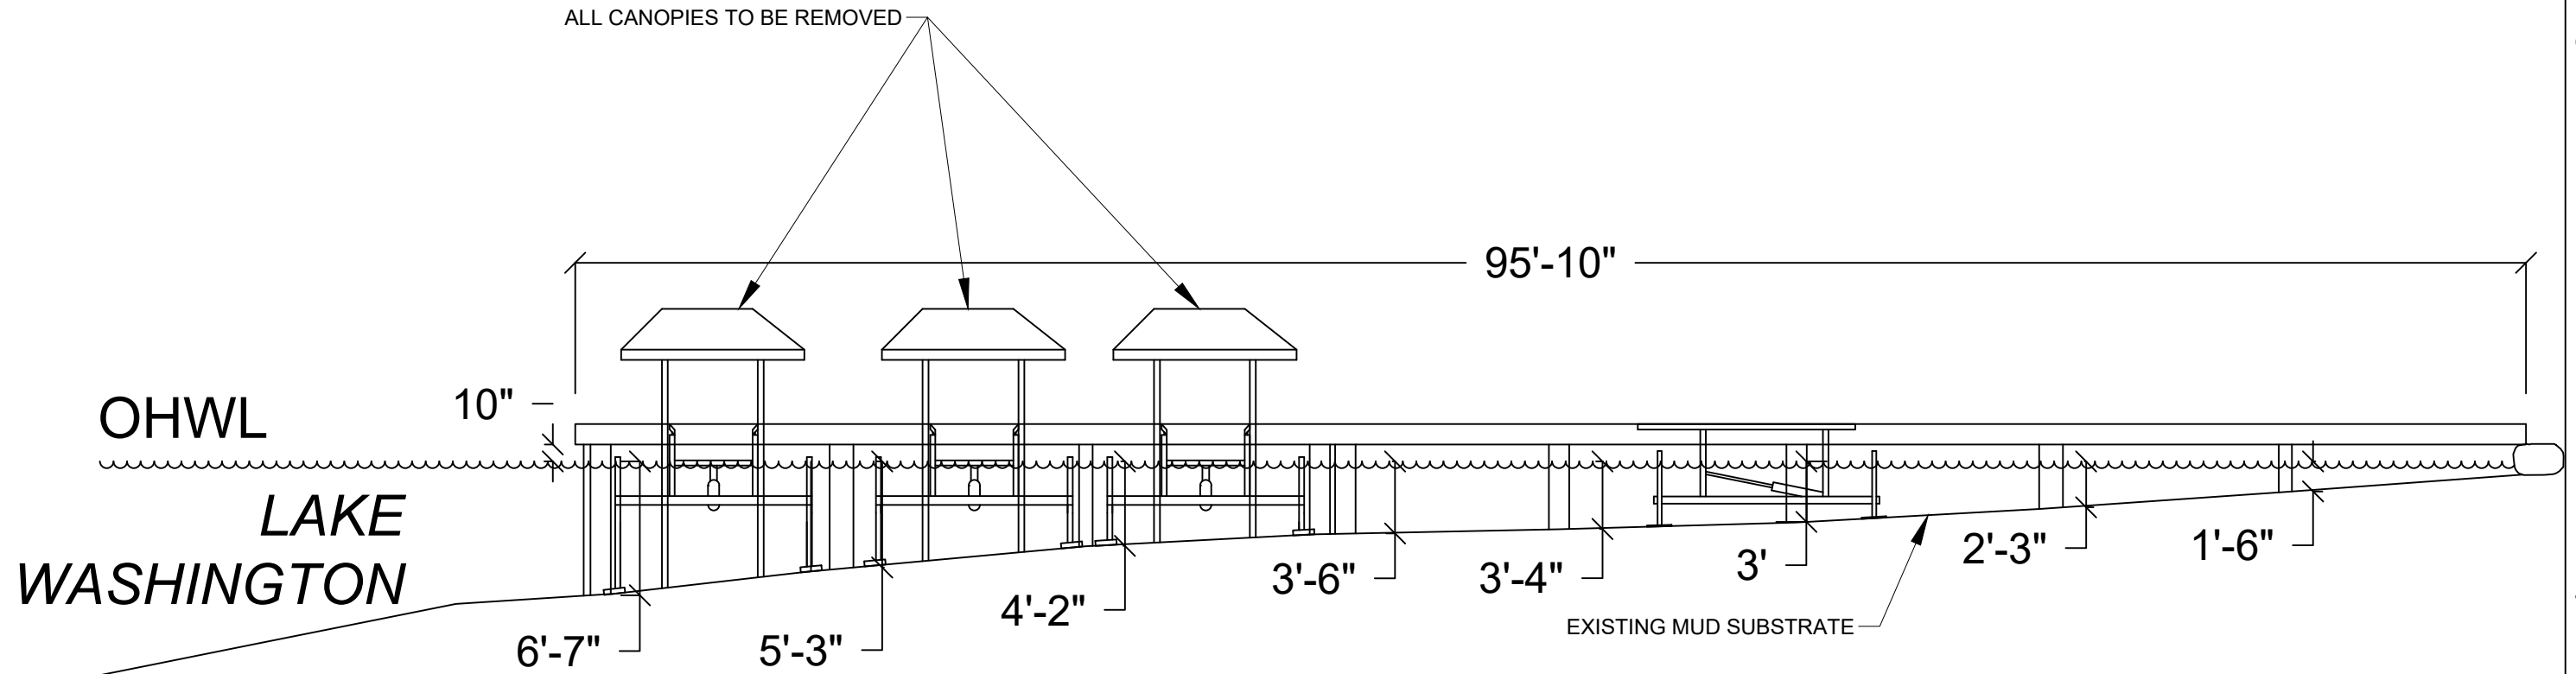 ALL CANOPIES TO BE REMOVED
95'-10"
10"
OHWL
LAKE
WASHINGTON
6'-7"
5'-3"
4'-2"
3'-6"
3'-4"
3'
2'-3"
1'-6"
EXISTING MUD SUBSTRATE